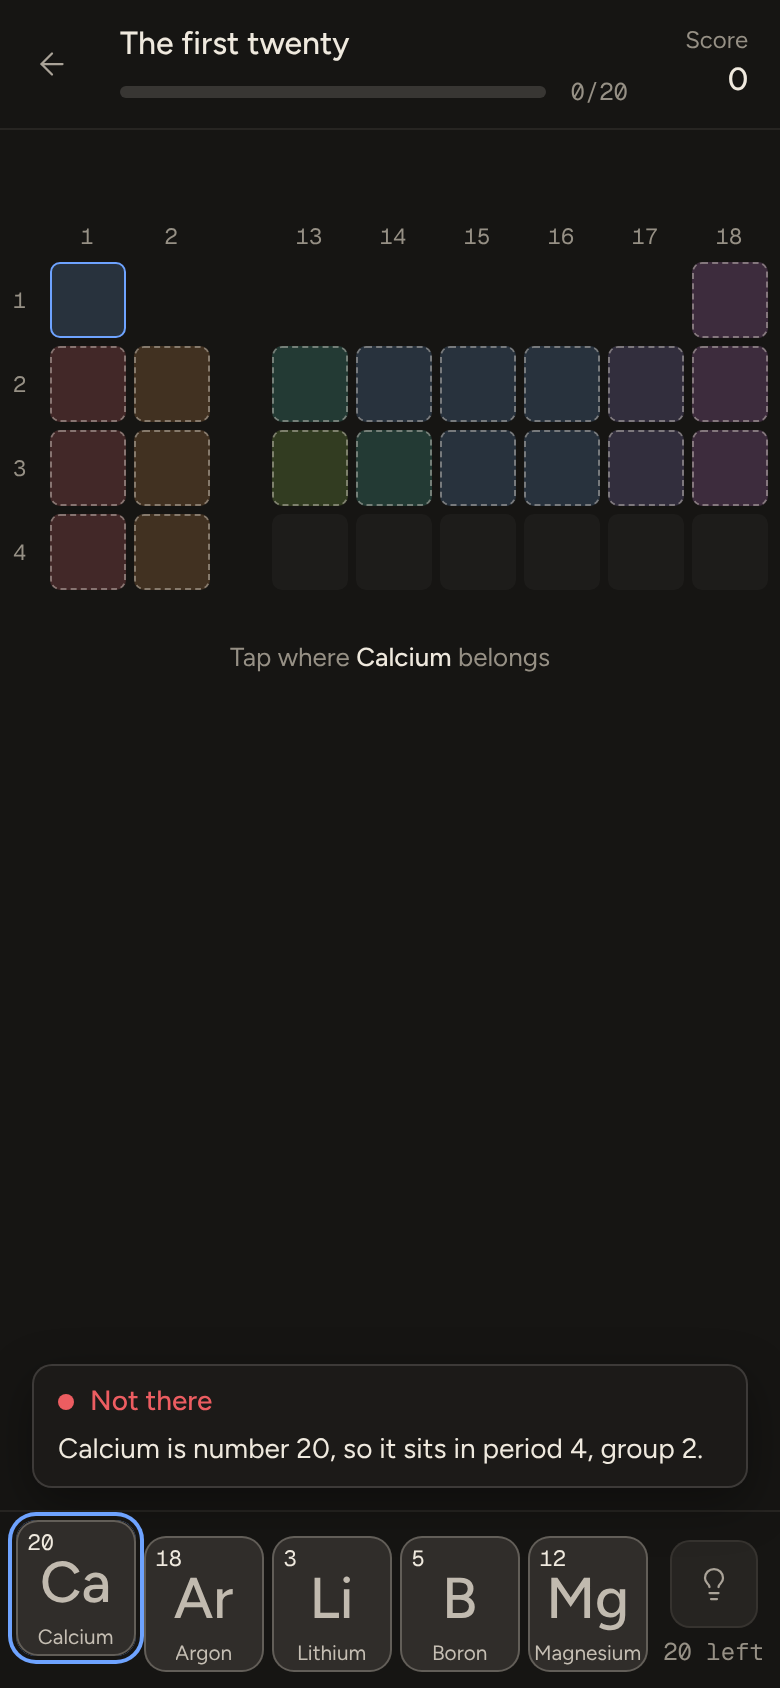 The first twenty
0/20
Score
0
1 2 13 14 15 16 17 18
1
2
3
4
Tap where Calcium belongs
Not there
Calcium is number 20, so it sits in period 4, group 2.
20
Ca
Calcium
18
Ar
Argon
3
Li
Lithium
5
B
Boron
12
Mg
Magnesium
20 left